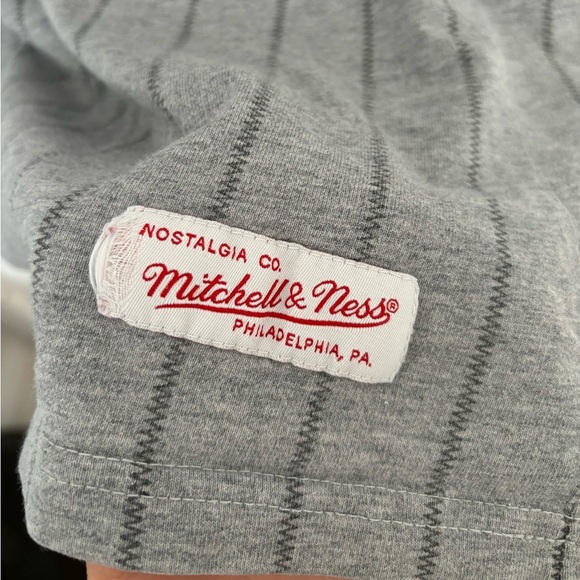 NOSTALGIA CO.
Mitchell & Ness®
PHILADELPHIA, PA.